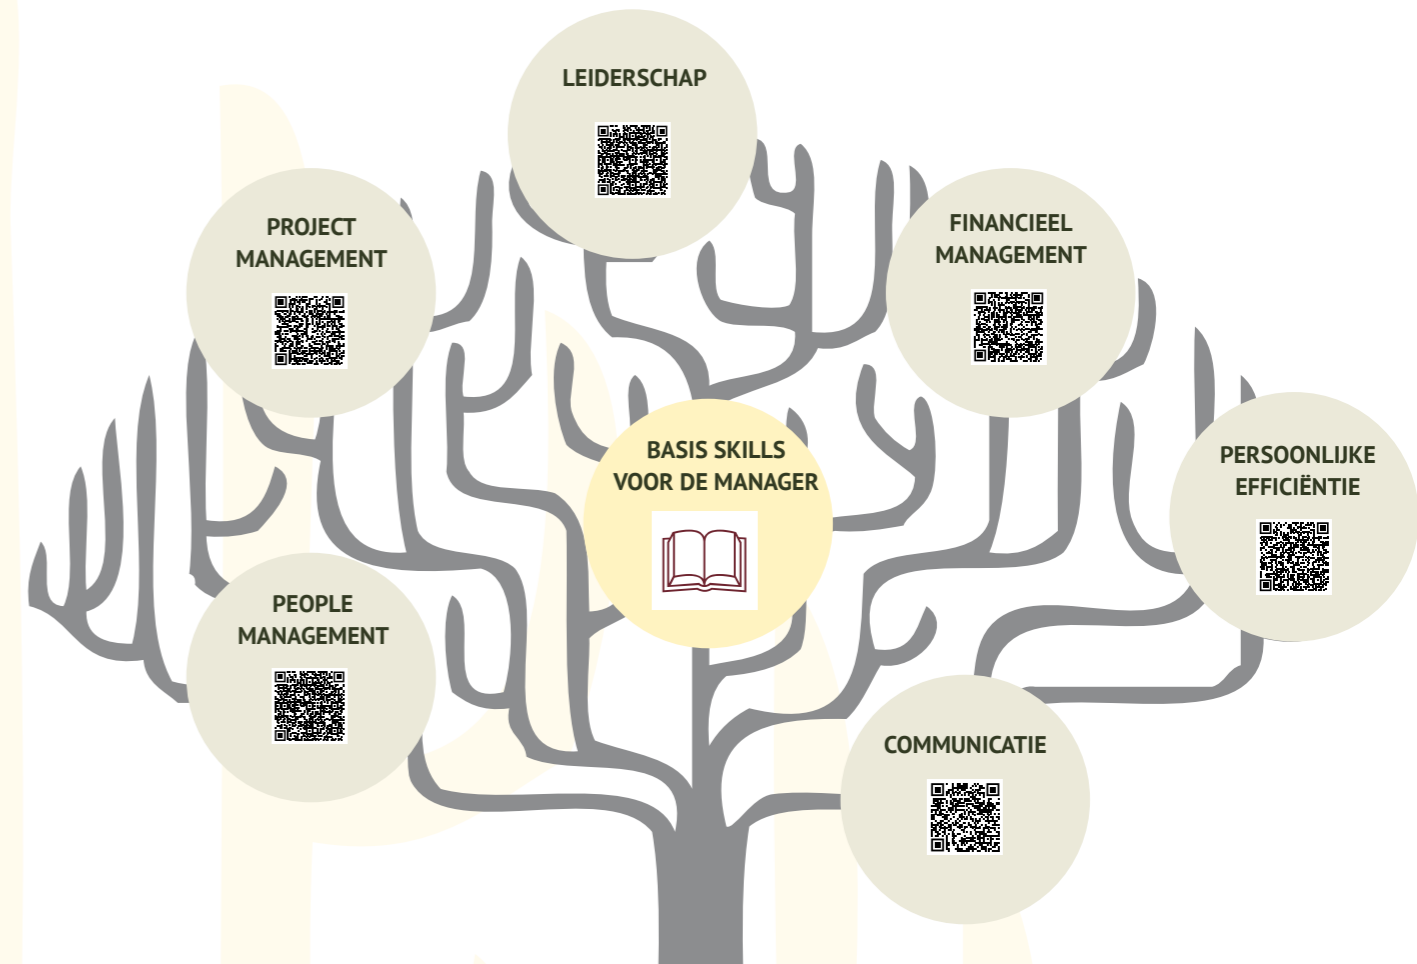 LEIDERSCHAP
PROJECT
MANAGEMENT
FINANCIEEL
MANAGEMENT
BASIS SKILLS
VOOR DE MANAGER
PERSOONLIJKE
EFFICIËNTIE
PEOPLE
MANAGEMENT
COMMUNICATIE